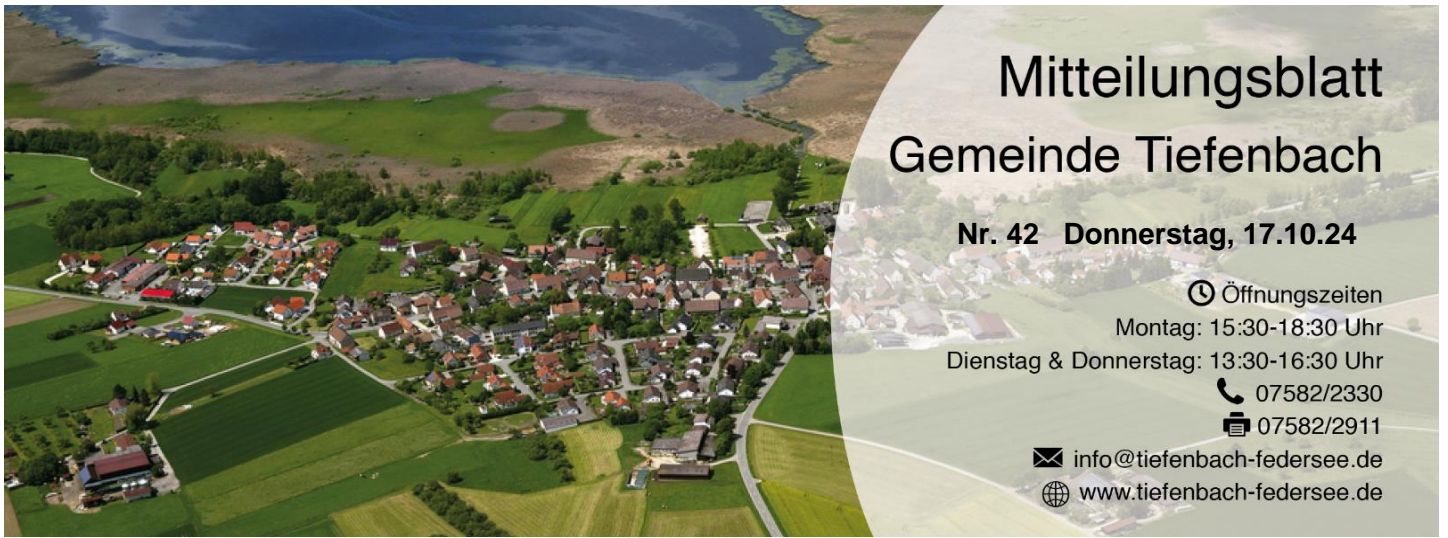 Mitteilungsblatt
Gemeinde Tiefenbach
Nr. 42 Donnerstag, 17.10.24
Öffnungszeiten
Montag: 15:30-18:30 Uhr
Dienstag & Donnerstag: 13:30-16:30 Uhr
07582/2330
07582/2911
info@tiefenbach-federsee.de
www.tiefenbach-federsee.de